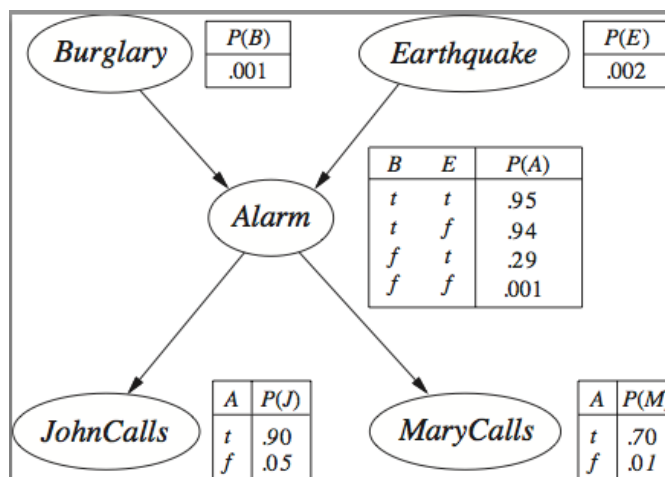 Burglary
P(B)
.001
Earthquake
P(E)
.002
Alarm
B E P(A)
t t .95
t f .94
f t .29
f f .001
JohnCalls
A P(J)
t .90
f .05
MaryCalls
A P(M
t .70
f .01